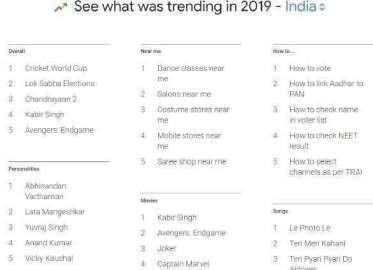 See what was trending in 2019 - India
Overall
1 Cricket World Cup
2 Lok Sabha Elections
3 Chandrayaan 2
4 Kabir Singh
5 Avengers: Endgame
Near me
1 Dance classes near
me
2 Salons near me
3 Costume stores near
me
4 Mobile stores near
me
5 Saree shop near me
How to...
1 How to vote
2 How to link Aadhar to
PAN
3 How to check name
in voter list
4 How to check NEET
result
5 How to select
channels as per TRAI
Personalities
1 Abhinandan
Varthaman
2 Lata Mangeshkar
3 Yuvraj Singh
4 Anand Kumar
5 Vicky Kaushal
Movies
1 Kabir Singh
2 Avengers: Endgame
3 Joker
4 Captain Marvel
Songs
1 Le Photo Le
2 Teri Meri Kahani
3 Teri Pyari Pyari Do